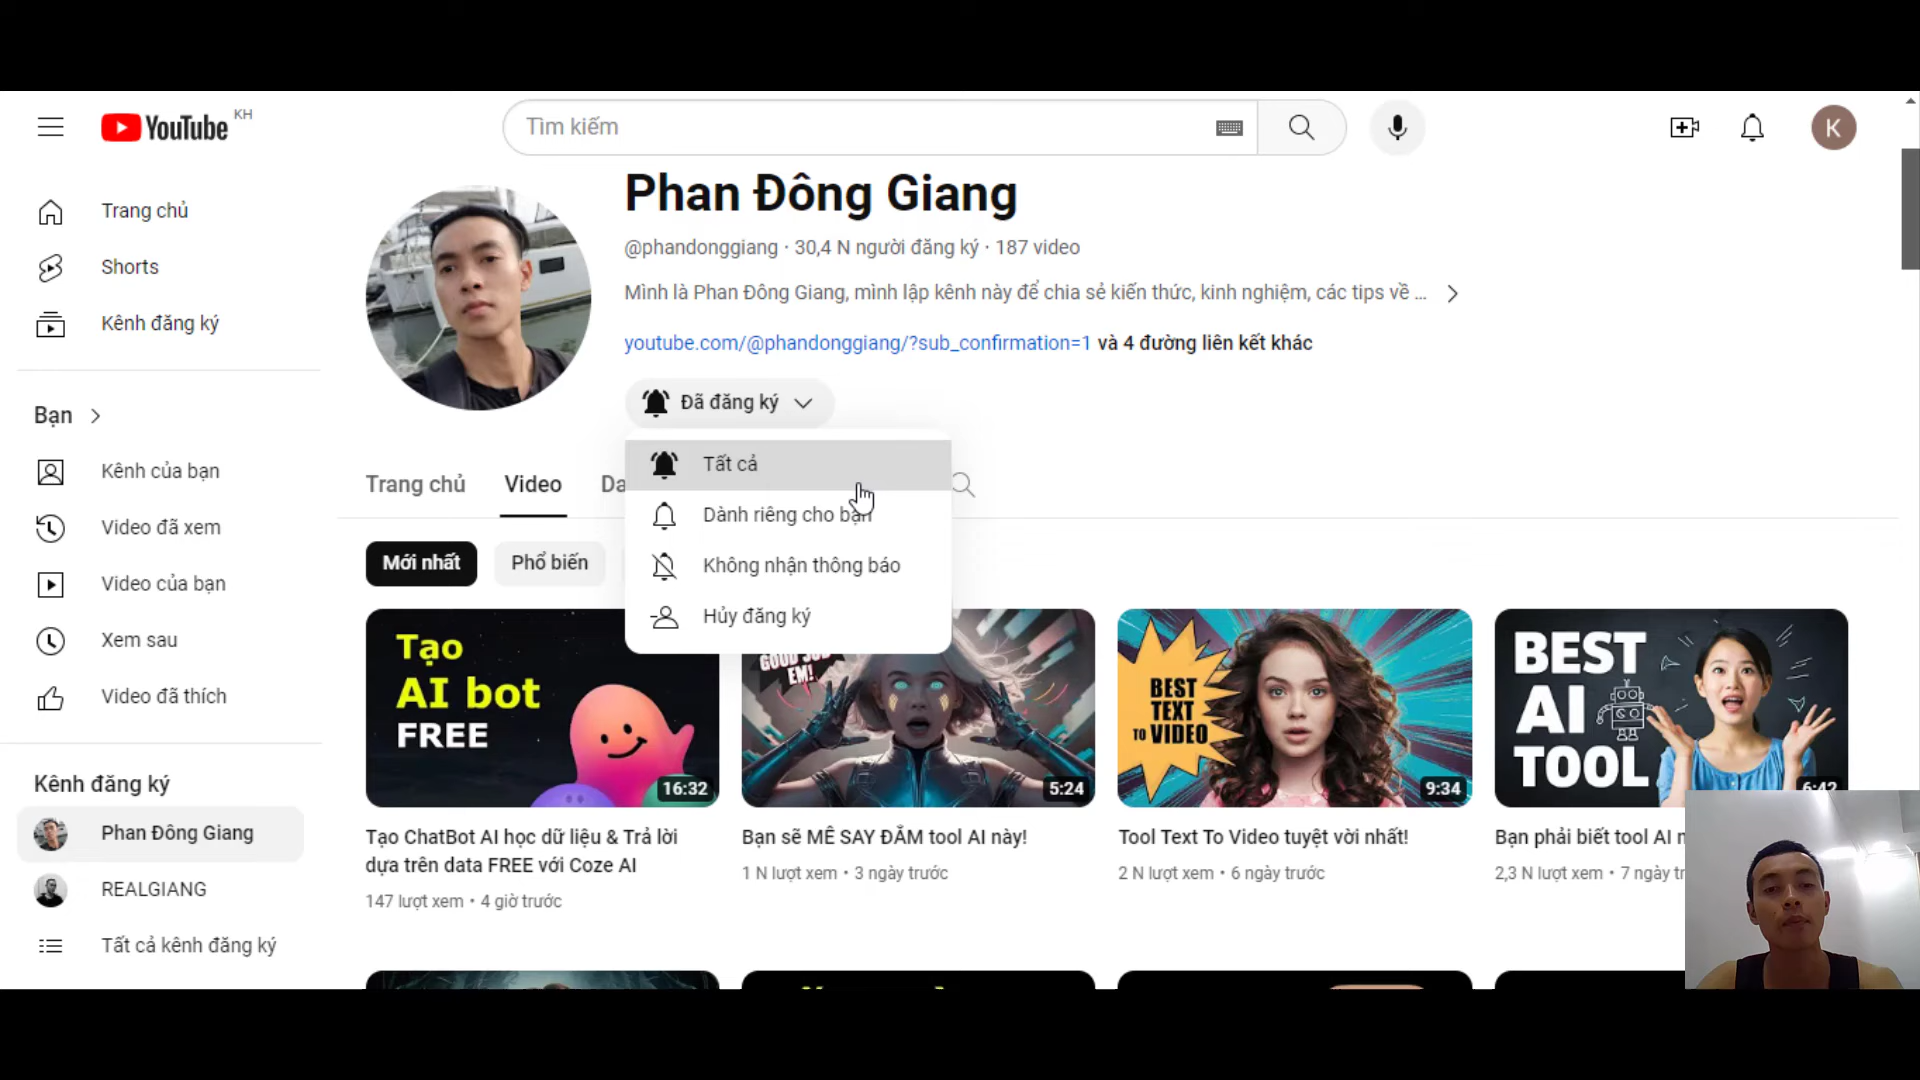 YouTube KH
Tìm kiếm
K
Trang chủ
Shorts
Kênh đăng ký
Bạn
Kênh của bạn
Video đã xem
Video của bạn
Xem sau
Video đã thích
Kênh đăng ký
Phan Đông Giang
REALGIANG
Tất cả kênh đăng ký
Phan Đông Giang
@phandonggiang · 30,4 N người đăng ký · 187 video
Mình là Phan Đông Giang, mình lập kênh này để chia sẻ kiến thức, kinh nghiệm, các tips về ...
youtube.com/@phandonggiang/?sub_confirmation=1 và 4 đường liên kết khác
Đã đăng ký
Tất cả
Dành riêng cho bạn
Không nhận thông báo
Hủy đăng ký
Trang chủ
Video
Mới nhất
Phổ biến
Tạo
AI bot
FREE
16:32
Tạo ChatBot AI học dữ liệu & Trả lời
dựa trên data FREE với Coze AI
147 lượt xem • 4 giờ trước
EM!
5:24
Bạn sẽ MÊ SAY ĐẮM tool AI này!
1 N lượt xem • 3 ngày trước
BEST
TEXT
TO VIDEO
9:34
Tool Text To Video tuyệt vời nhất!
2 N lượt xem • 6 ngày trước
BEST
AI
TOOL
6:42
Bạn phải biết tool AI
2,3 N lượt xem • 7 ngày